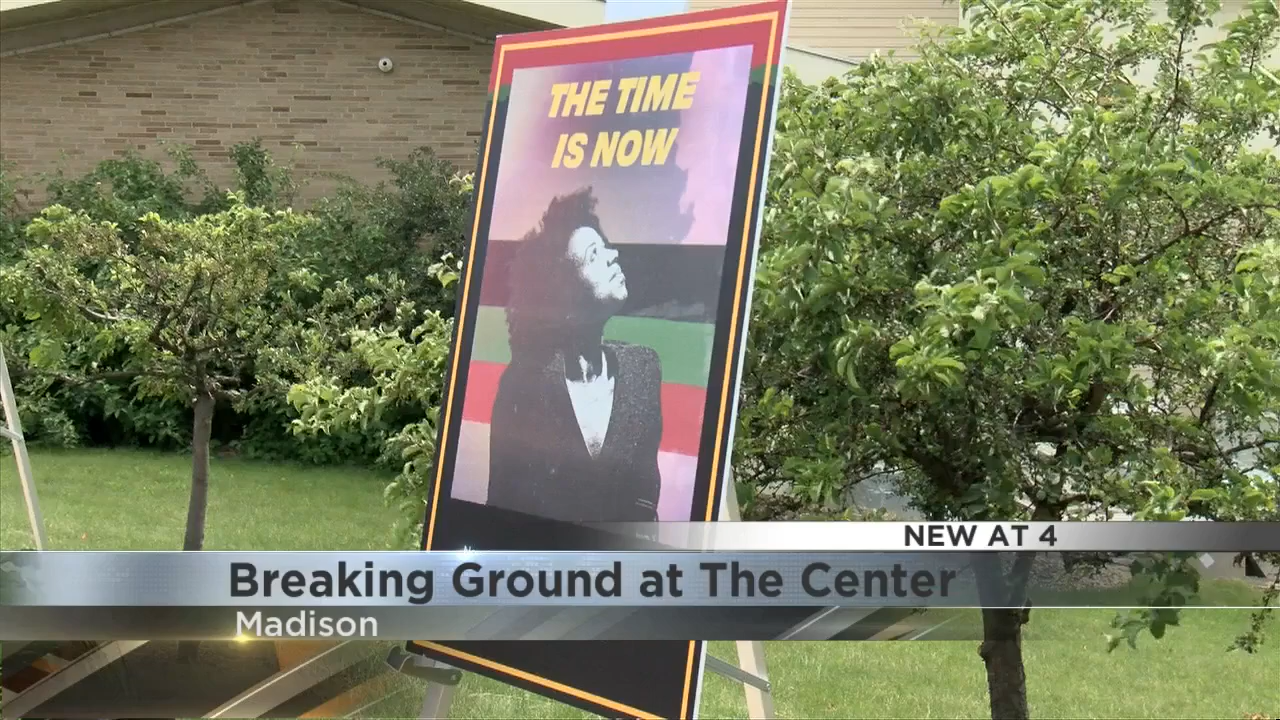 THE TIME
IS NOW
NEW AT 4
Breaking Ground at The Center
Madison